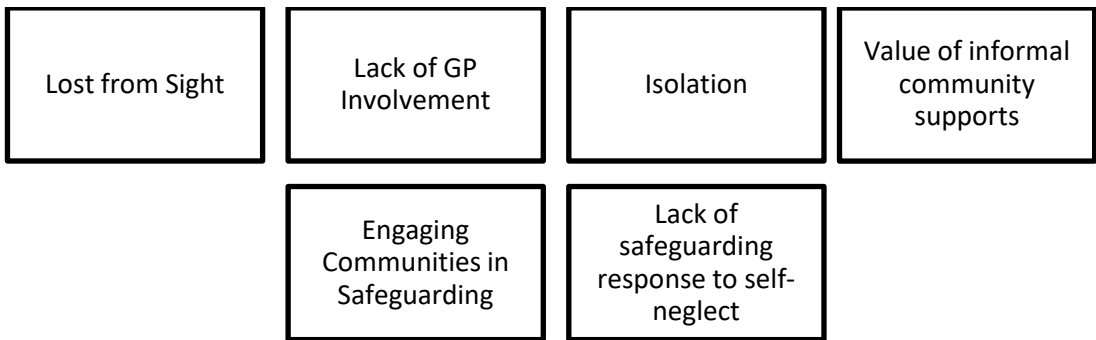 Lost from Sight
Lack of GP
Involvement
Isolation
Value of informal
community
supports
Engaging
Communities in
Safeguarding
Lack of
safeguarding
response to self-
neglect